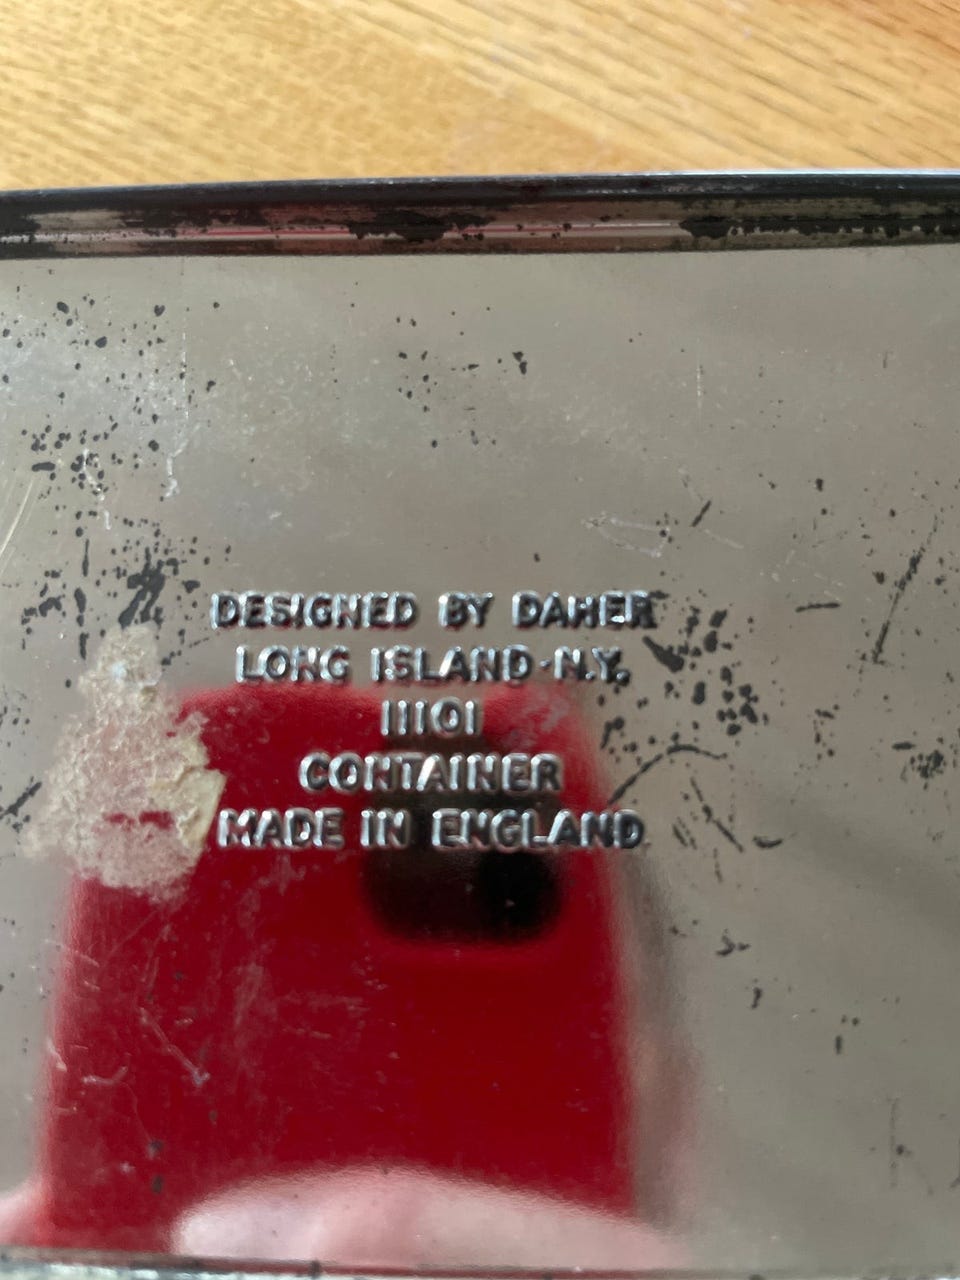 DESIGNED BY DAHER
LONG ISLAND·N.Y.
11101
CONTAINER
MADE IN ENGLAND